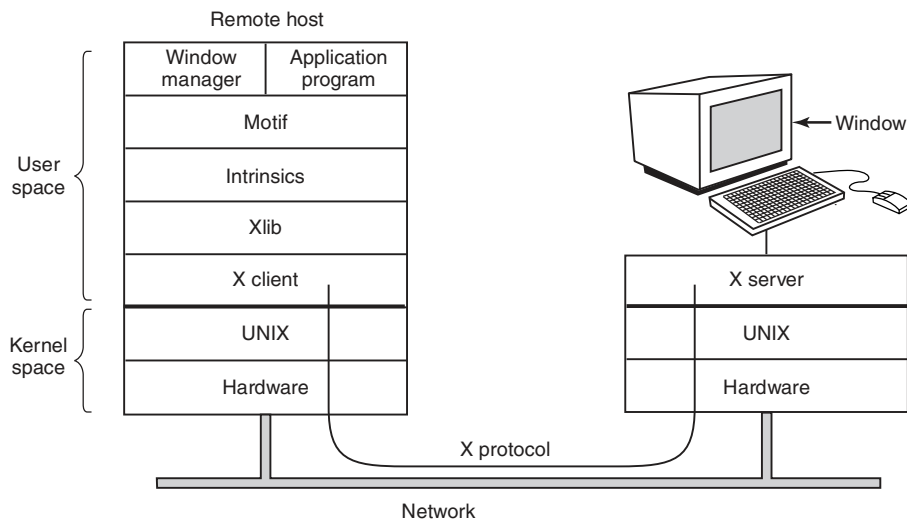 Remote host
Window
manager
Application
program
Motif
Intrinsics
Xlib
X client
UNIX
Hardware
User
space
Kernel
space
Window
X server
UNIX
Hardware
X protocol
Network